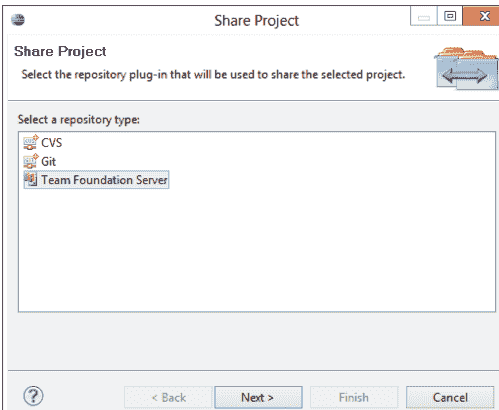 Share Project
Share Project
Select the repository plug-in that will be used to share the selected project.
Select a repository type:
CVS
Git
Team Foundation Server
? < Back Next > Finish Cancel